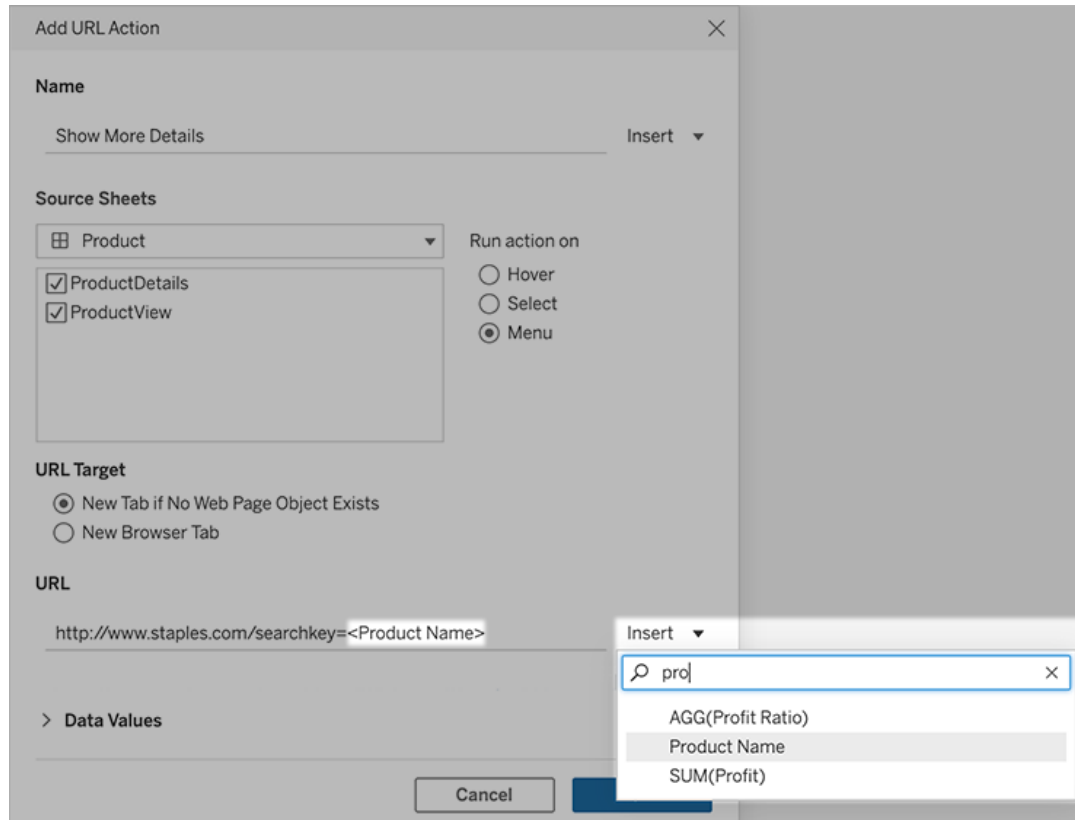 Add URL Action
Name
Show More Details
Insert
Source Sheets
Product
Run action on
ProductDetails
Hover
ProductView
Select
Menu
URL Target
New Tab if No Web Page Object Exists
New Browser Tab
URL
http://www.staples.com/searchkey=<Product Name>
Insert
pro
AGG(Profit Ratio)
Data Values
Product Name
SUM(Profit)
Cancel